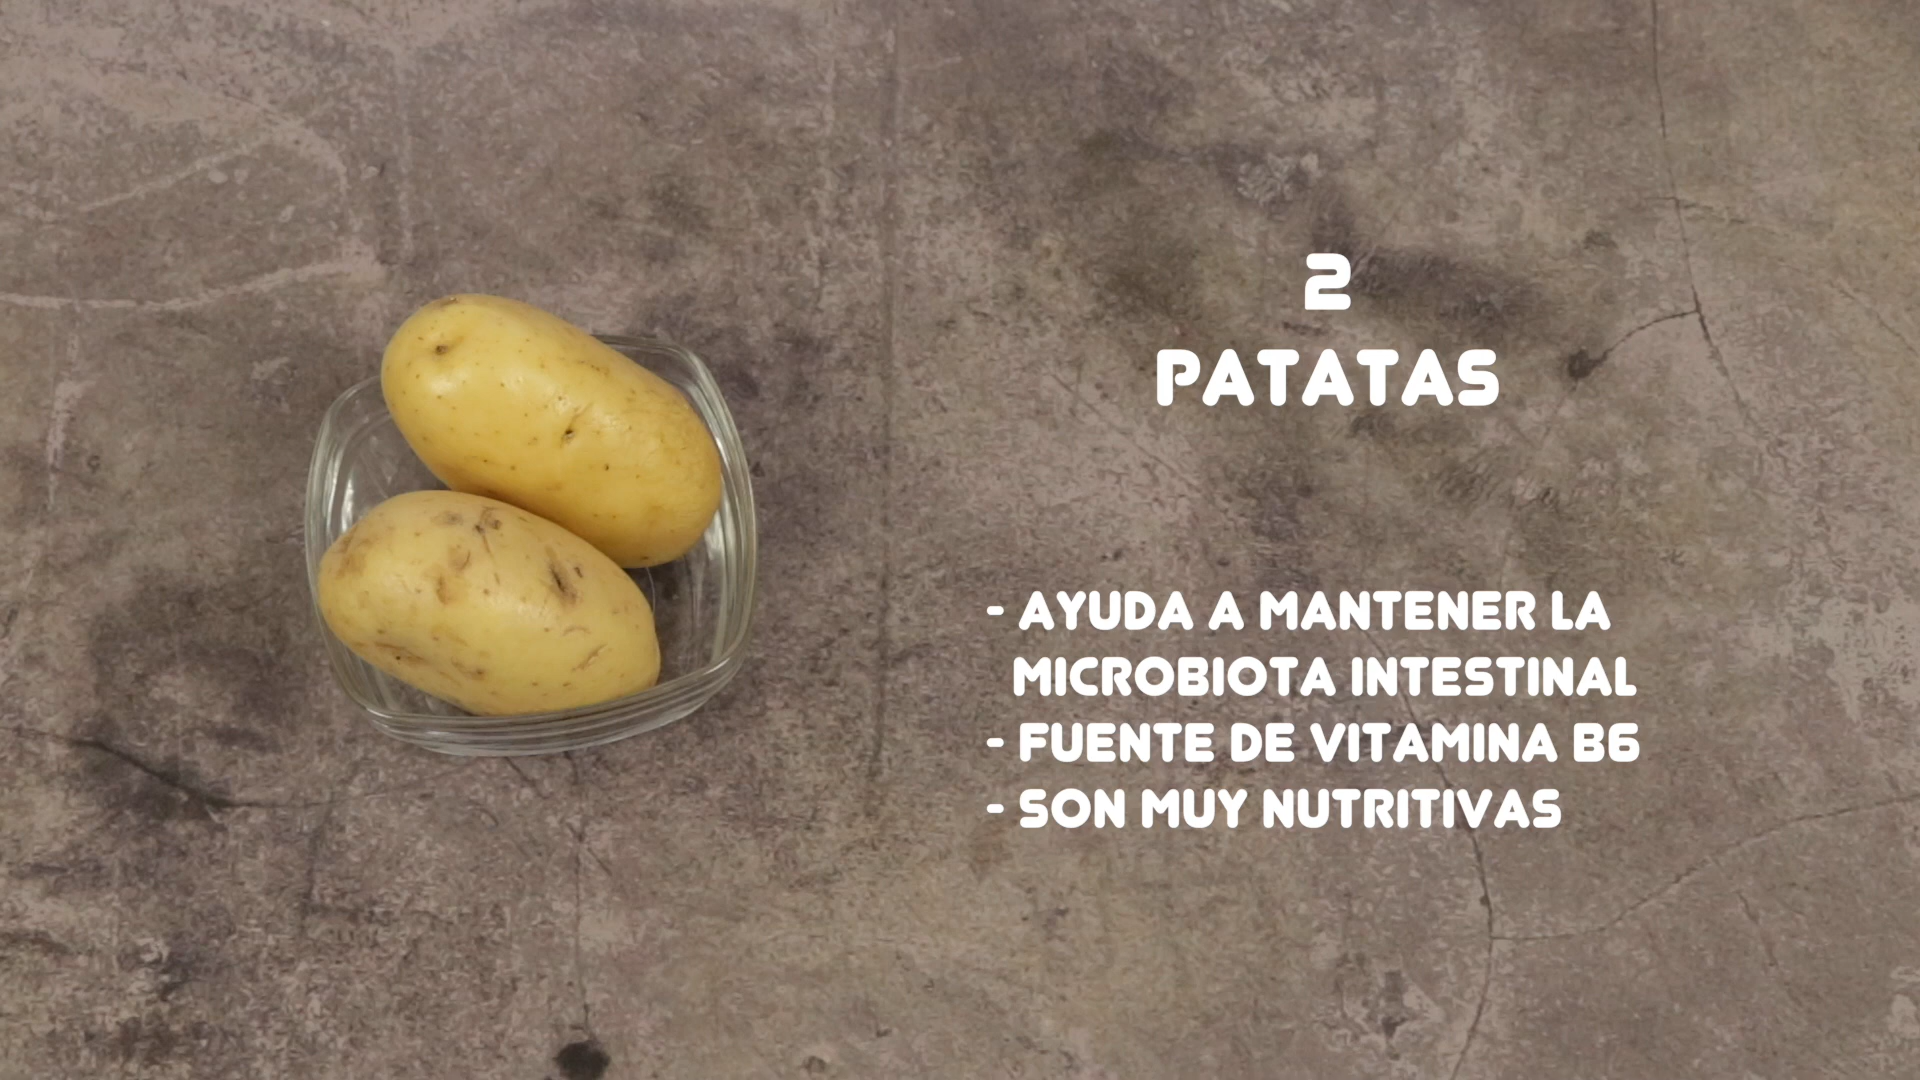 2
PATATAS
- AYUDA A MANTENER LA
MICROBIOTA INTESTINAL
- FUENTE DE VITAMINA B6
- SON MUY NUTRITIVAS